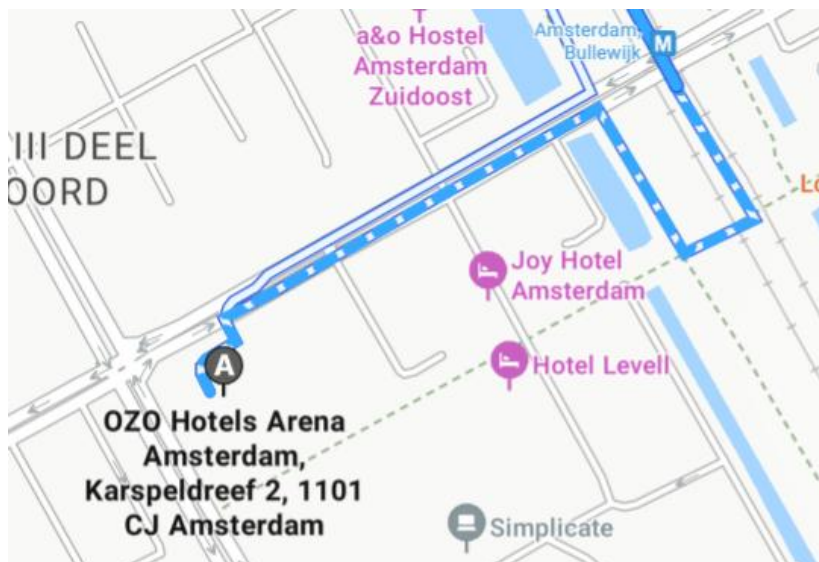 a&o Hostel
Amsterdam
Zuidoost
Amsterdam,
Bullewijk
M
III DEEL
OORD
Joy Hotel
Amsterdam
Hotel Levell
A
OZO Hotels Arena
Amsterdam,
Karspeldreef 2, 1101
CJ Amsterdam
Simplicate